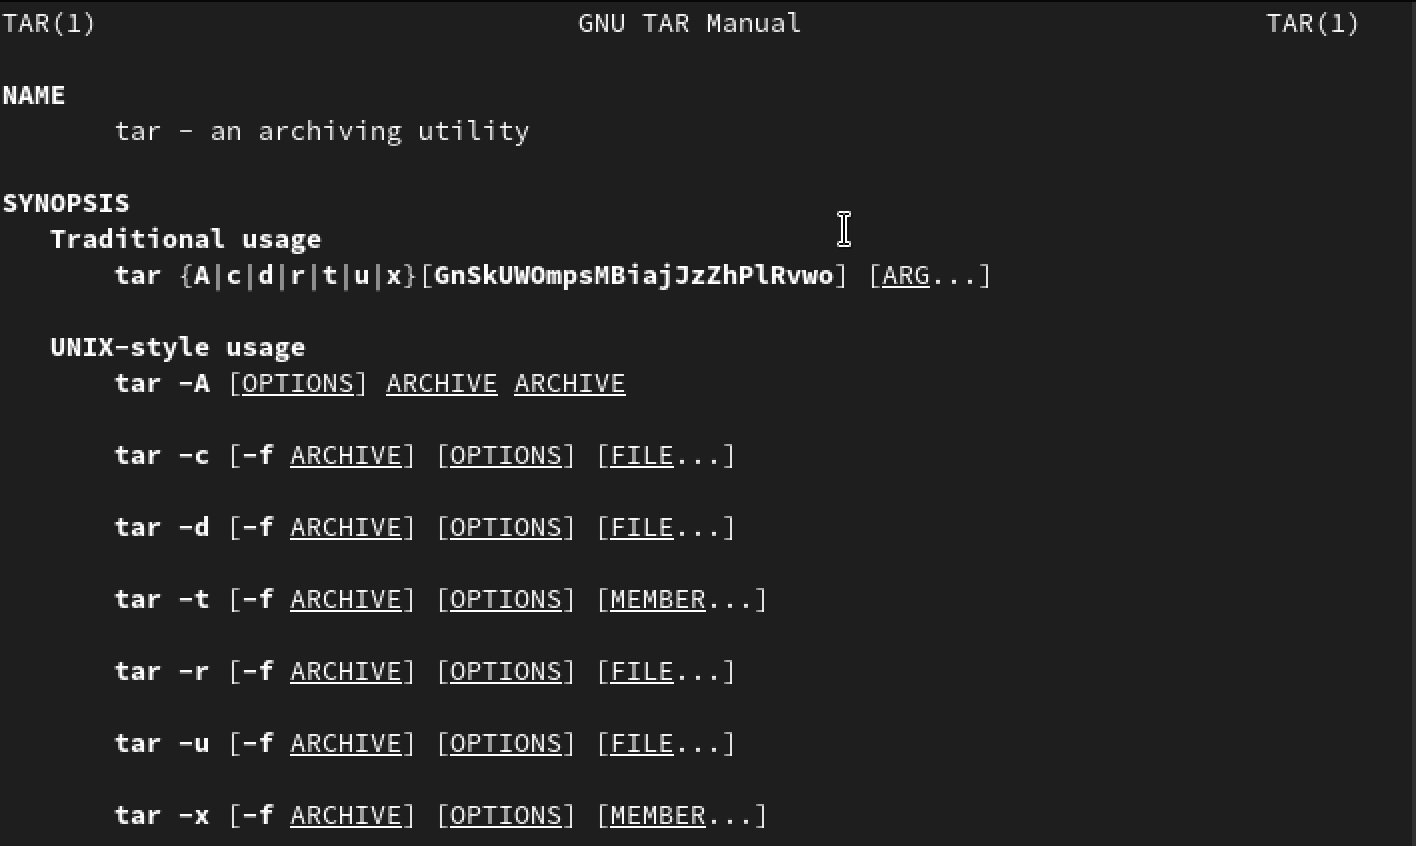 TAR(1) GNU TAR Manual TAR(1)
NAME
tar - an archiving utility
SYNOPSIS
Traditional usage
tar {A|c|d|r|t|u|x}[GnSkUWOmpsMBiajJzZhPlRvwo] [ARG...]
UNIX-style usage
tar -A [OPTIONS] ARCHIVE ARCHIVE
tar -c [-f ARCHIVE] [OPTIONS] [FILE...]
tar -d [-f ARCHIVE] [OPTIONS] [FILE...]
tar -t [-f ARCHIVE] [OPTIONS] [MEMBER...]
tar -r [-f ARCHIVE] [OPTIONS] [FILE...]
tar -u [-f ARCHIVE] [OPTIONS] [FILE...]
tar -x [-f ARCHIVE] [OPTIONS] [MEMBER...]